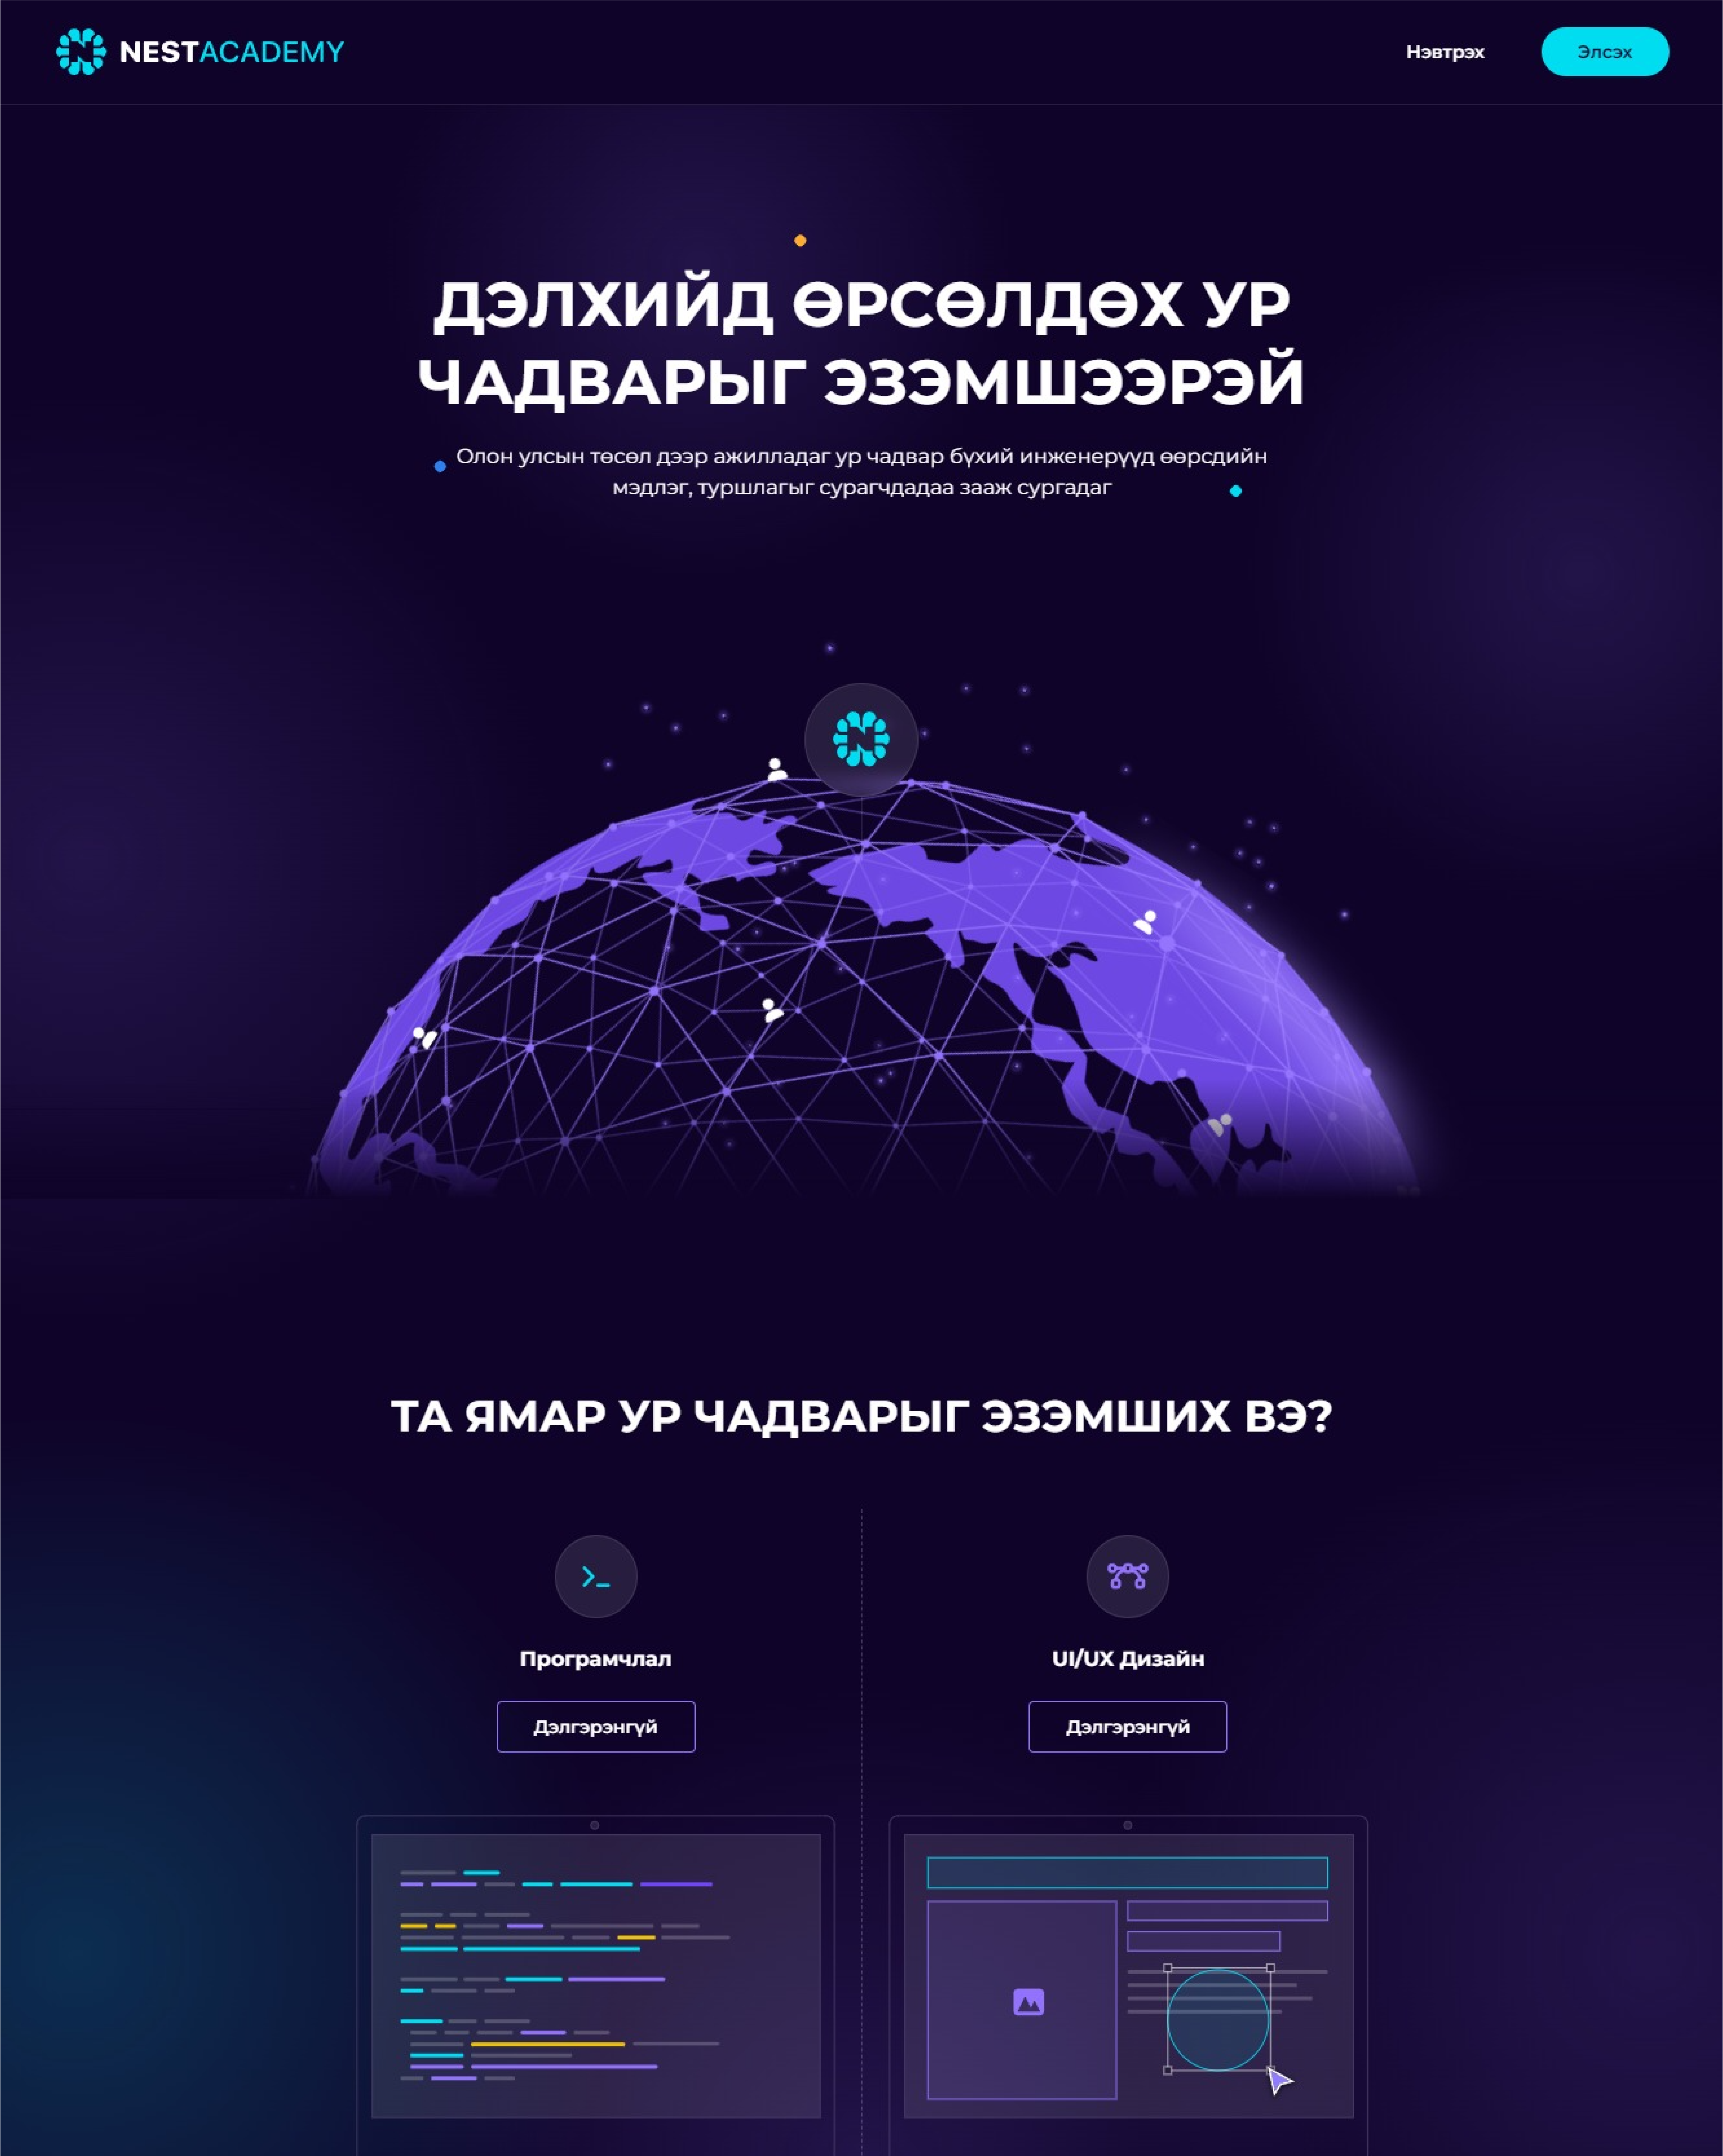 NESTACADEMY
Нэвтрэх
Элсэх
ДЭЛХИЙД ӨРСӨЛДӨХ УР
ЧАДВАРЫГ ЭЗЭМШЭЭРЭЙ
Олон улсын төсөл дээр ажилладаг ур чадвар бүхий инженерүүд өөрсдийн
мэдлэг, туршлагыг сурагчдадаа зааж сургадаг
ТА ЯМАР УР ЧАДВАРЫГ ЭЗЭМШИХ ВЭ?
Програмчлал
Дэлгэрэнгүй
UI/UX Дизайн
Дэлгэрэнгүй